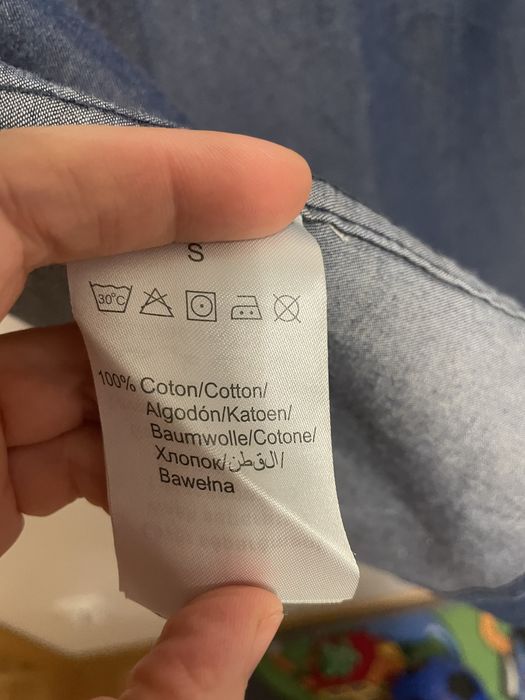 S
30°C
100% Coton/Cotton/
Algodón/Katoen/
Baumwolle/Cotone/
Хлопок/القطن/
Bawełna